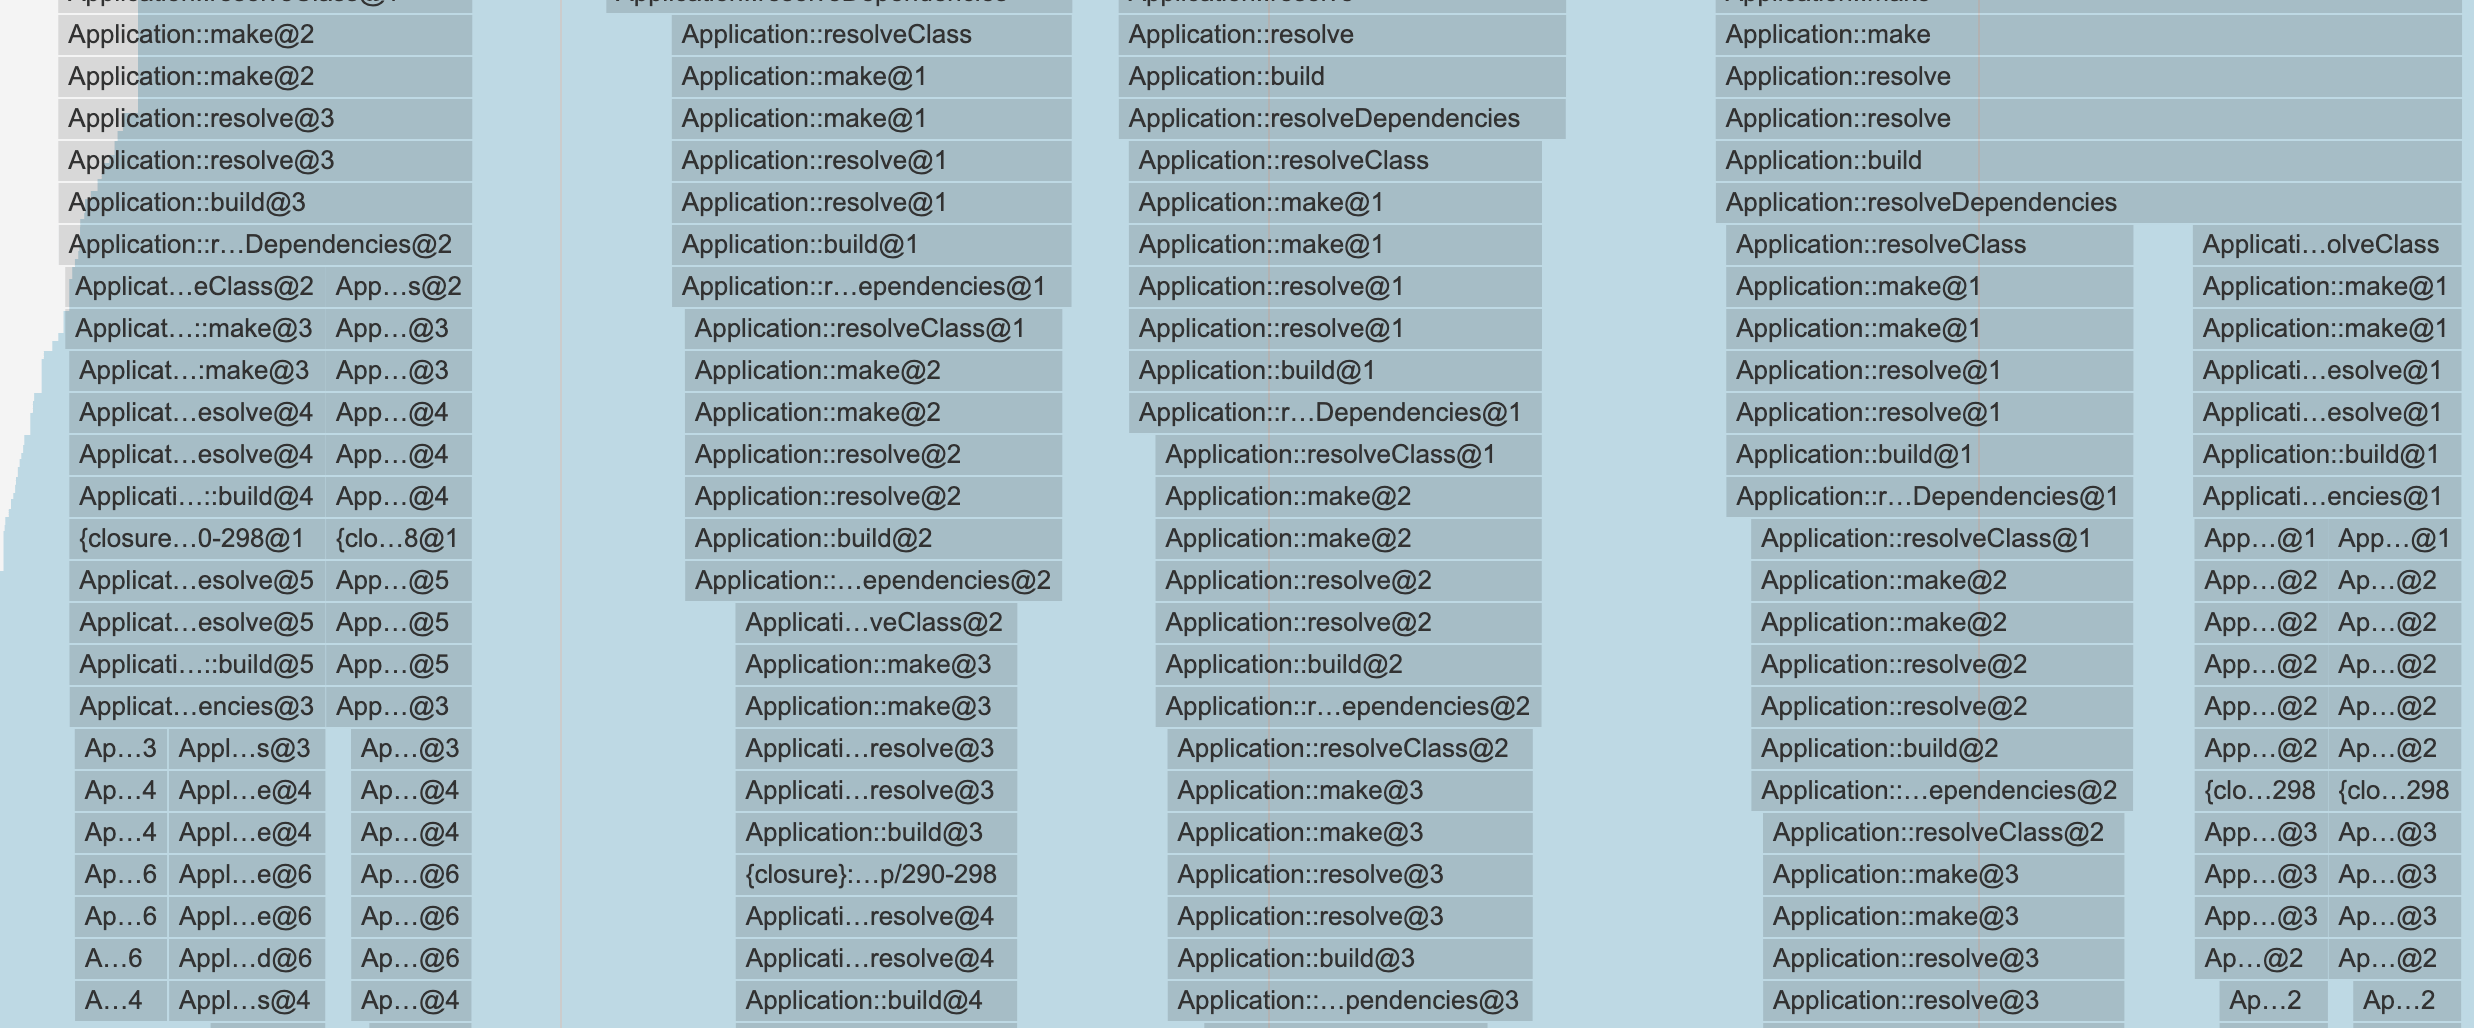 Application::make@2 Application::resolveClass Application::resolve Application::make
Application::make@2 Application::make@1 Application::build Application::resolve
Application::resolve@3 Application::make@1 Application::resolveDependencies Application::resolve
Application::resolve@3 Application::resolve@1 Application::resolveClass Application::build
Application::build@3 Application::resolve@1 Application::make@1 Application::resolveDependencies
Application::r…Dependencies@2 Application::build@1 Application::make@1 Application::resolveClass Applicati…olveClass
Applicat…eClass@2 App…s@2 Application::r…ependencies@1 Application::resolve@1 Application::make@1 Application::make@1
Applicat…::make@3 App…@3 Application::resolveClass@1 Application::resolve@1 Application::make@1 Application::make@1
Applicat…:make@3 App…@3 Application::make@2 Application::build@1 Application::resolve@1 Applicati…esolve@1
Applicat…esolve@4 App…@4 Application::make@2 Application::r…Dependencies@1 Application::resolve@1 Applicati…esolve@1
Applicat…esolve@4 App…@4 Application::resolve@2 Application::resolveClass@1 Application::build@1 Application::build@1
Applicati…::build@4 App…@4 Application::resolve@2 Application::make@2 Application::r…Dependencies@1 Applicati…encies@1
{closure…0-298@1 {clo…8@1 Application::build@2 Application::make@2 Application::resolveClass@1 App…@1 App…@1
Applicat…esolve@5 App…@5 Application::…ependencies@2 Application::resolve@2 Application::make@2 App…@2 Ap…@2
Applicat…esolve@5 App…@5 Applicati…veClass@2 Application::resolve@2 Application::make@2 App…@2 Ap…@2
Applicati…::build@5 App…@5 Application::make@3 Application::build@2 Application::resolve@2 App…@2 Ap…@2
Applicat…encies@3 App…@3 Application::make@3 Application::r…ependencies@2 Application::resolve@2 App…@2 Ap…@2
Ap…3 Appl…s@3 Ap…@3 Applicati…resolve@3 Application::resolveClass@2 Application::build@2 App…@2 Ap…@2
Ap…4 Appl…e@4 Ap…@4 Applicati…resolve@3 Application::make@3 Application::…ependencies@2 {clo…298 {clo…298
Ap…4 Appl…e@4 Ap…@4 Application::build@3 Application::make@3 Application::resolveClass@2 App…@3 Ap…@3
Ap…6 Appl…e@6 Ap…@6 {closure}:…p/290-298 Application::resolve@3 Application::make@3 App…@3 Ap…@3
Ap…6 Appl…e@6 Ap…@6 Applicati…resolve@4 Application::resolve@3 Application::make@3 App…@3 Ap…@3
A…6 Appl…d@6 Ap…@6 Applicati…resolve@4 Application::build@3 Application::resolve@3 Ap…@2 Ap…@2
A…4 Appl…s@4 Ap…@4 Application::build@4 Application::…pendencies@3 Application::resolve@3 Ap…2 Ap…2